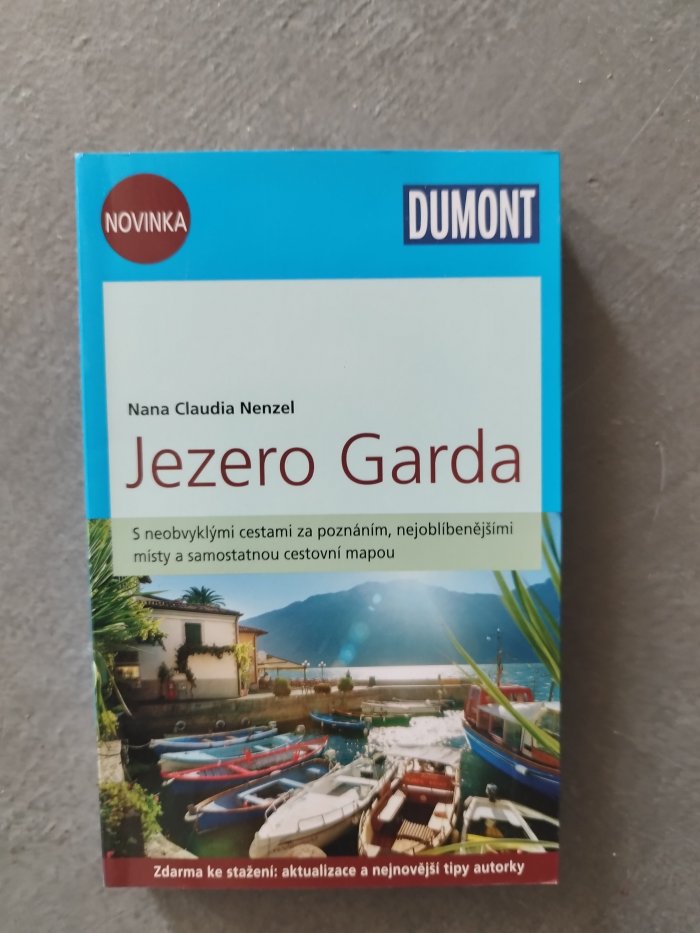 NOVINKA
DUMONT
Nana Claudia Nenzel
Jezero Garda
S neobvyklými cestami za poznáním, nejoblíbenějšími
místy a samostatnou cestovní mapou
Zdarma ke stažení: aktualizace a nejnovější tipy autorky